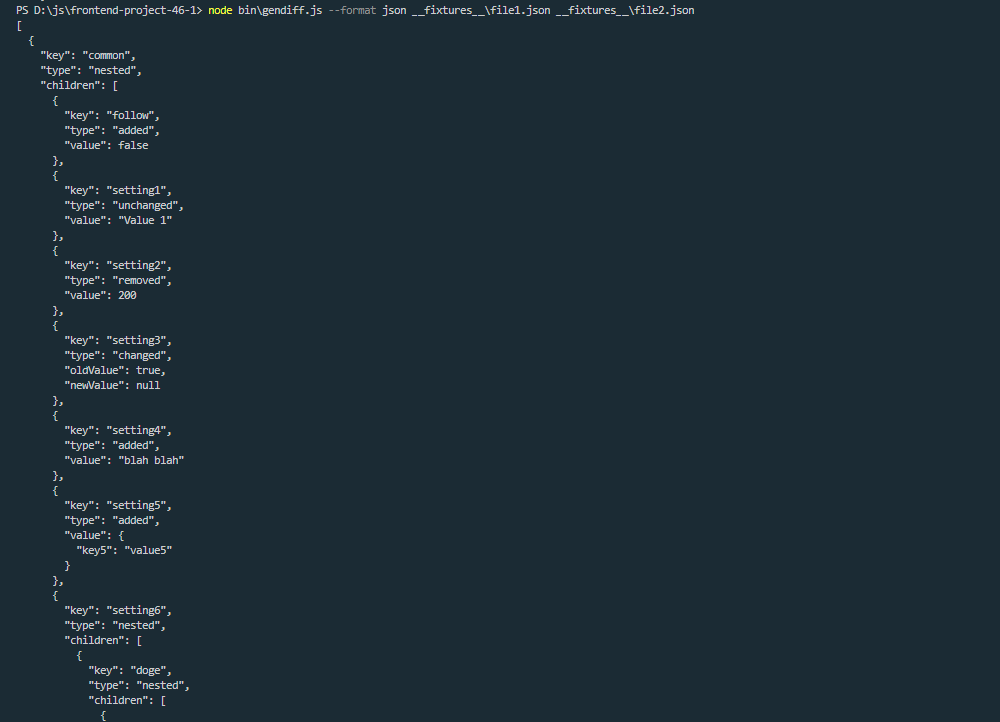 PS D:\js\frontend-project-46-1> node bin\gendiff.js --format json __fixtures__\file1.json __fixtures__\file2.json
[
  {
    "key": "common",
    "type": "nested",
    "children": [
      {
        "key": "follow",
        "type": "added",
        "value": false
      },
      {
        "key": "setting1",
        "type": "unchanged",
        "value": "Value 1"
      },
      {
        "key": "setting2",
        "type": "removed",
        "value": 200
      },
      {
        "key": "setting3",
        "type": "changed",
        "oldValue": true,
        "newValue": null
      },
      {
        "key": "setting4",
        "type": "added",
        "value": "blah blah"
      },
      {
        "key": "setting5",
        "type": "added",
        "value": {
          "key5": "value5"
        }
      },
      {
        "key": "setting6",
        "type": "nested",
        "children": [
          {
            "key": "doge",
            "type": "nested",
            "children": [
              {